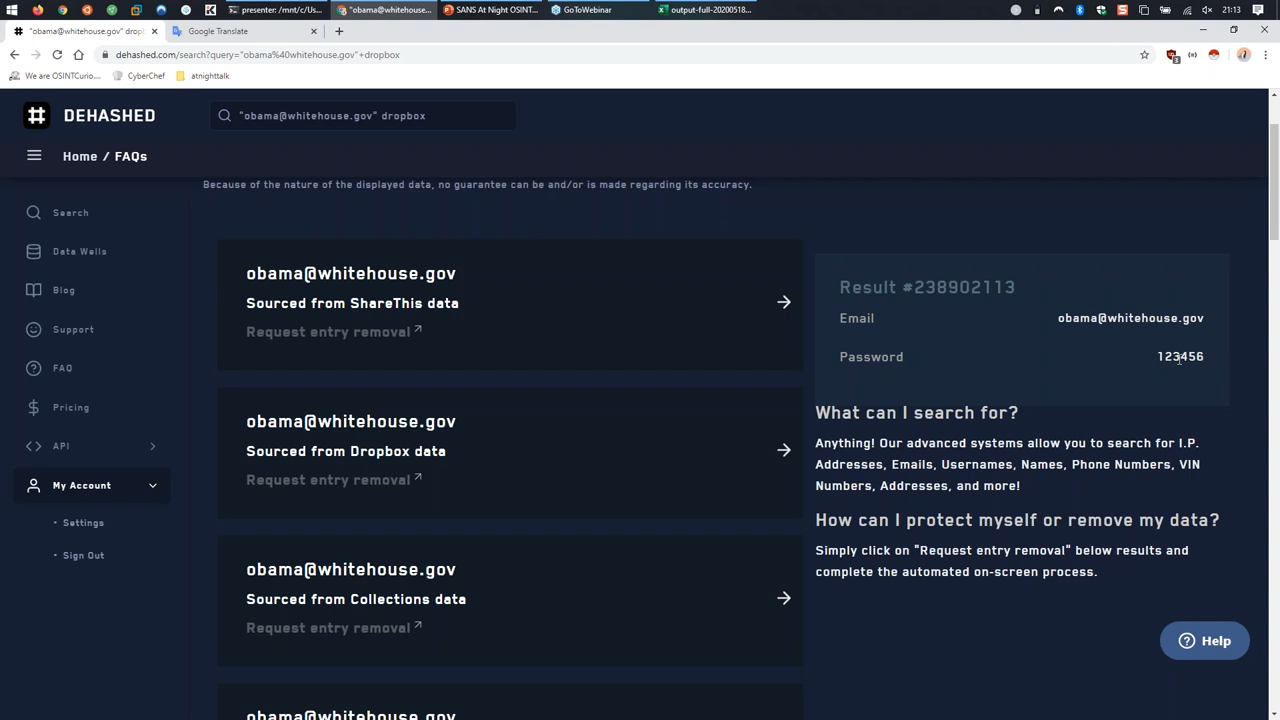 presenter: /mnt/c/Us...
"obama@whitehouse...
SANS At Night OSINT...
GoToWebinar
output-full-20200518...
21:13
"obama@whitehouse.gov" drop
Google Translate
dehashed.com/search?query="obama%40whitehouse.gov"+dropbox
We are OSINTCurio...
CyberChef
atnighttalk
DEHASHED
"obama@whitehouse.gov" dropbox
Home / FAQs
Because of the nature of the displayed data, no guarantee can be and/or is made regarding its accuracy.
Search
Data Wells
Blog
Support
FAQ
Pricing
API
My Account
Settings
Sign Out
obama@whitehouse.gov
Sourced from ShareThis data
Request entry removal
obama@whitehouse.gov
Sourced from Dropbox data
Request entry removal
obama@whitehouse.gov
Sourced from Collections data
Request entry removal
obama@whitehouse.gov
Result #238902113
Email obama@whitehouse.gov
Password 123456
What can I search for?
Anything! Our advanced systems allow you to search for I.P.
Addresses, Emails, Usernames, Names, Phone Numbers, VIN
Numbers, Addresses, and more!
How can I protect myself or remove my data?
Simply click on "Request entry removal" below results and
complete the automated on-screen process.
Help